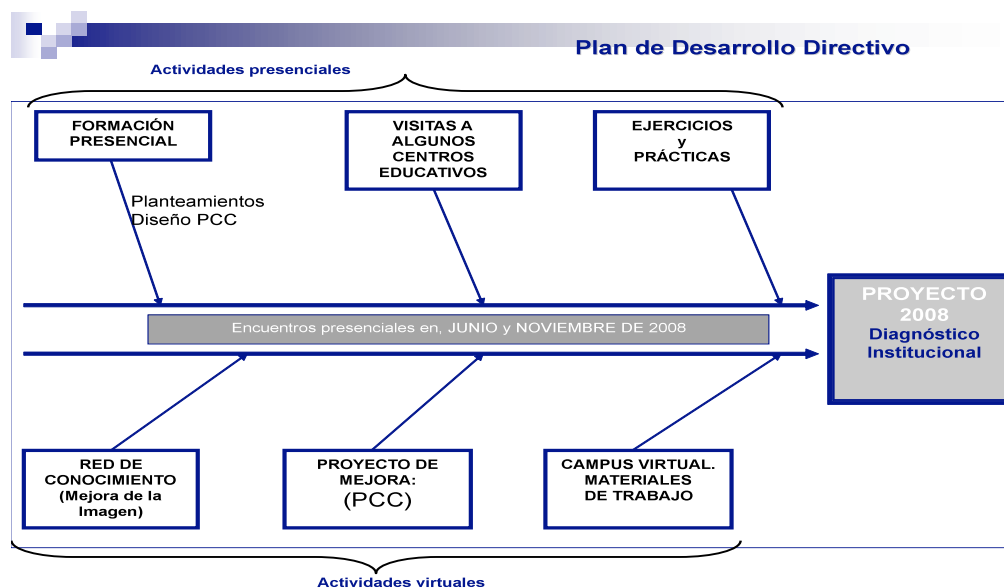 Plan de Desarrollo Directivo
Actividades presenciales
FORMACIÓN
PRESENCIAL
VISITAS A
ALGUNOS
CENTROS
EDUCATIVOS
EJERCICIOS
y
PRÁCTICAS
Planteamientos
Diseño PCC
PROYECTO
2008
Diagnóstico
Institucional
Encuentros presenciales en, JUNIO y NOVIEMBRE DE 2008
RED DE
CONOCIMIENTO
(Mejora de la
Imagen)
PROYECTO DE
MEJORA:
(PCC)
CAMPUS VIRTUAL.
MATERIALES
DE TRABAJO
Actividades virtuales